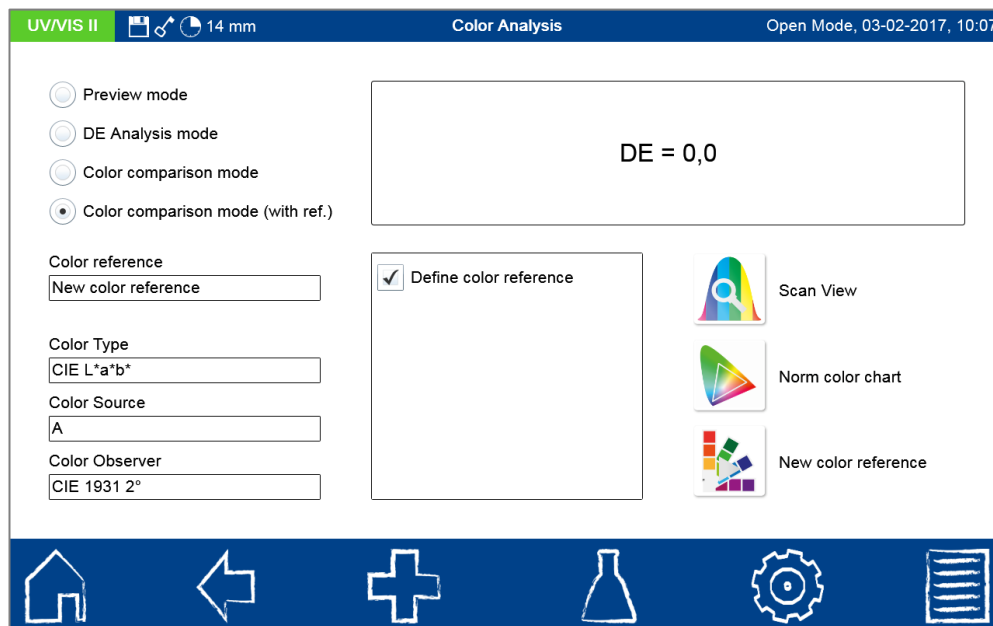 UV/VIS II 14 mm Color Analysis Open Mode, 03-02-2017, 10:07
Preview mode
DE Analysis mode
Color comparison mode
Color comparison mode (with ref.)
DE = 0,0
Color reference
New color reference
Color Type
CIE L*a*b*
Color Source
A
Color Observer
CIE 1931 2°
Define color reference
Scan View
Norm color chart
New color reference